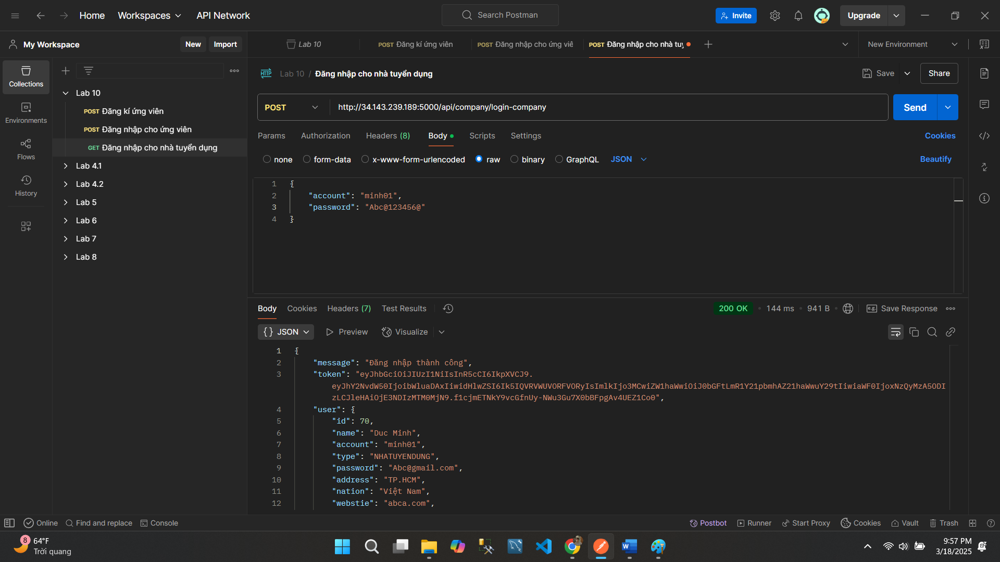 Home Workspaces API Network Search Postman Invite Upgrade
My Workspace New Import Lab 10 POST Đăng kí ứng viên POST Đăng nhập cho ứng viê POST Đăng nhập cho nhà tuy New Environment
Collections
Environments
Flows
History
Lab 10
POST Đăng kí ứng viên
POST Đăng nhập cho ứng viên
GET Đăng nhập cho nhà tuyển dụng
Lab 4.1
Lab 4.2
Lab 5
Lab 6
Lab 7
Lab 8
HTTP Lab 10 / Đăng nhập cho nhà tuyển dụng Save Share
POST http://34.143.239.189:5000/api/company/login-company Send
Params Authorization Headers (8) Body Scripts Settings Cookies
none form-data x-www-form-urlencoded raw binary GraphQL JSON Beautify
1 {
2 "account": "minh01",
3 "password": "Abc@123456@"
4 }
Body Cookies Headers (7) Test Results 200 OK • 144 ms • 941 B • e.g. Save Response
{} JSON Preview Visualize
1 {
2 "message": "Đăng nhập thành công",
3 "token": "eyJhbGciOiJIUzI1NiIsInR5cCI6IkpXVCJ9.
eyJhY2NvdW50IjoibWluaDAxIiwidHlwZSI6Ik5IQVRVWUVORFVORyIsImlkIjo3MCwiZW1haWwiOiJ0bGFtLmR1Y21pbmhAZ21haWwuY29tIiwiaWF0IjoxNzQyMzA5ODI
zLCJleHAiOjE3NDIzMTM0MjN9.f1cjmETNkY9vcGfnUy-NWu3Gu7X0bBFpgAv4UEZ1Co0",
4 "user": {
5 "id": 70,
6 "name": "Duc Minh",
7 "account": "minh01",
8 "type": "NHATUYENDUNG",
9 "password": "Abc@gmail.com",
10 "address": "TP.HCM",
11 "nation": "Việt Nam",
12 "webstie": "abca.com",
Online Find and replace Console Postbot Runner Start Proxy Cookies Vault Trash
8 64°F
Trời quang
9:57 PM
3/18/2025